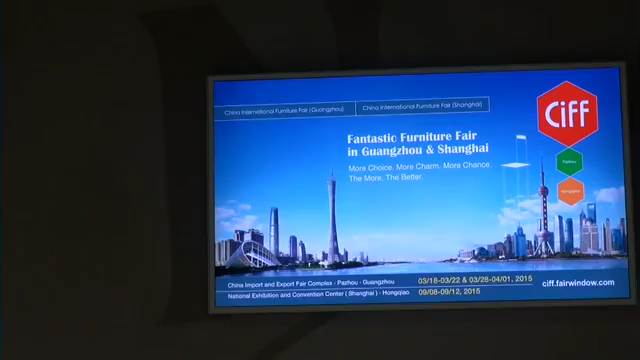 China International Furniture Fair (Guangzhou)
China International Furniture Fair (Shanghai)
CiFF
Fantastic Furniture Fair
in Guangzhou & Shanghai
More Choice. More Charm. More Chance.
The More, The Better.
Pazhou
Hongqiao
China Import and Export Fair Complex · Pazhou · Guangzhou
03/18-03/22 & 03/28-04/01, 2015
National Exhibition and Convention Center ( Shanghai ) · Hongqiao
09/08-09/12, 2015
ciff.fairwindow.com